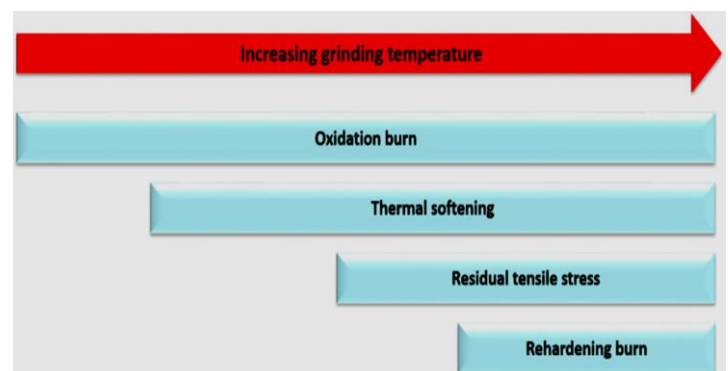 Increasing grinding temperature
Oxidation burn
Thermal softening
Residual tensile stress
Rehardening burn